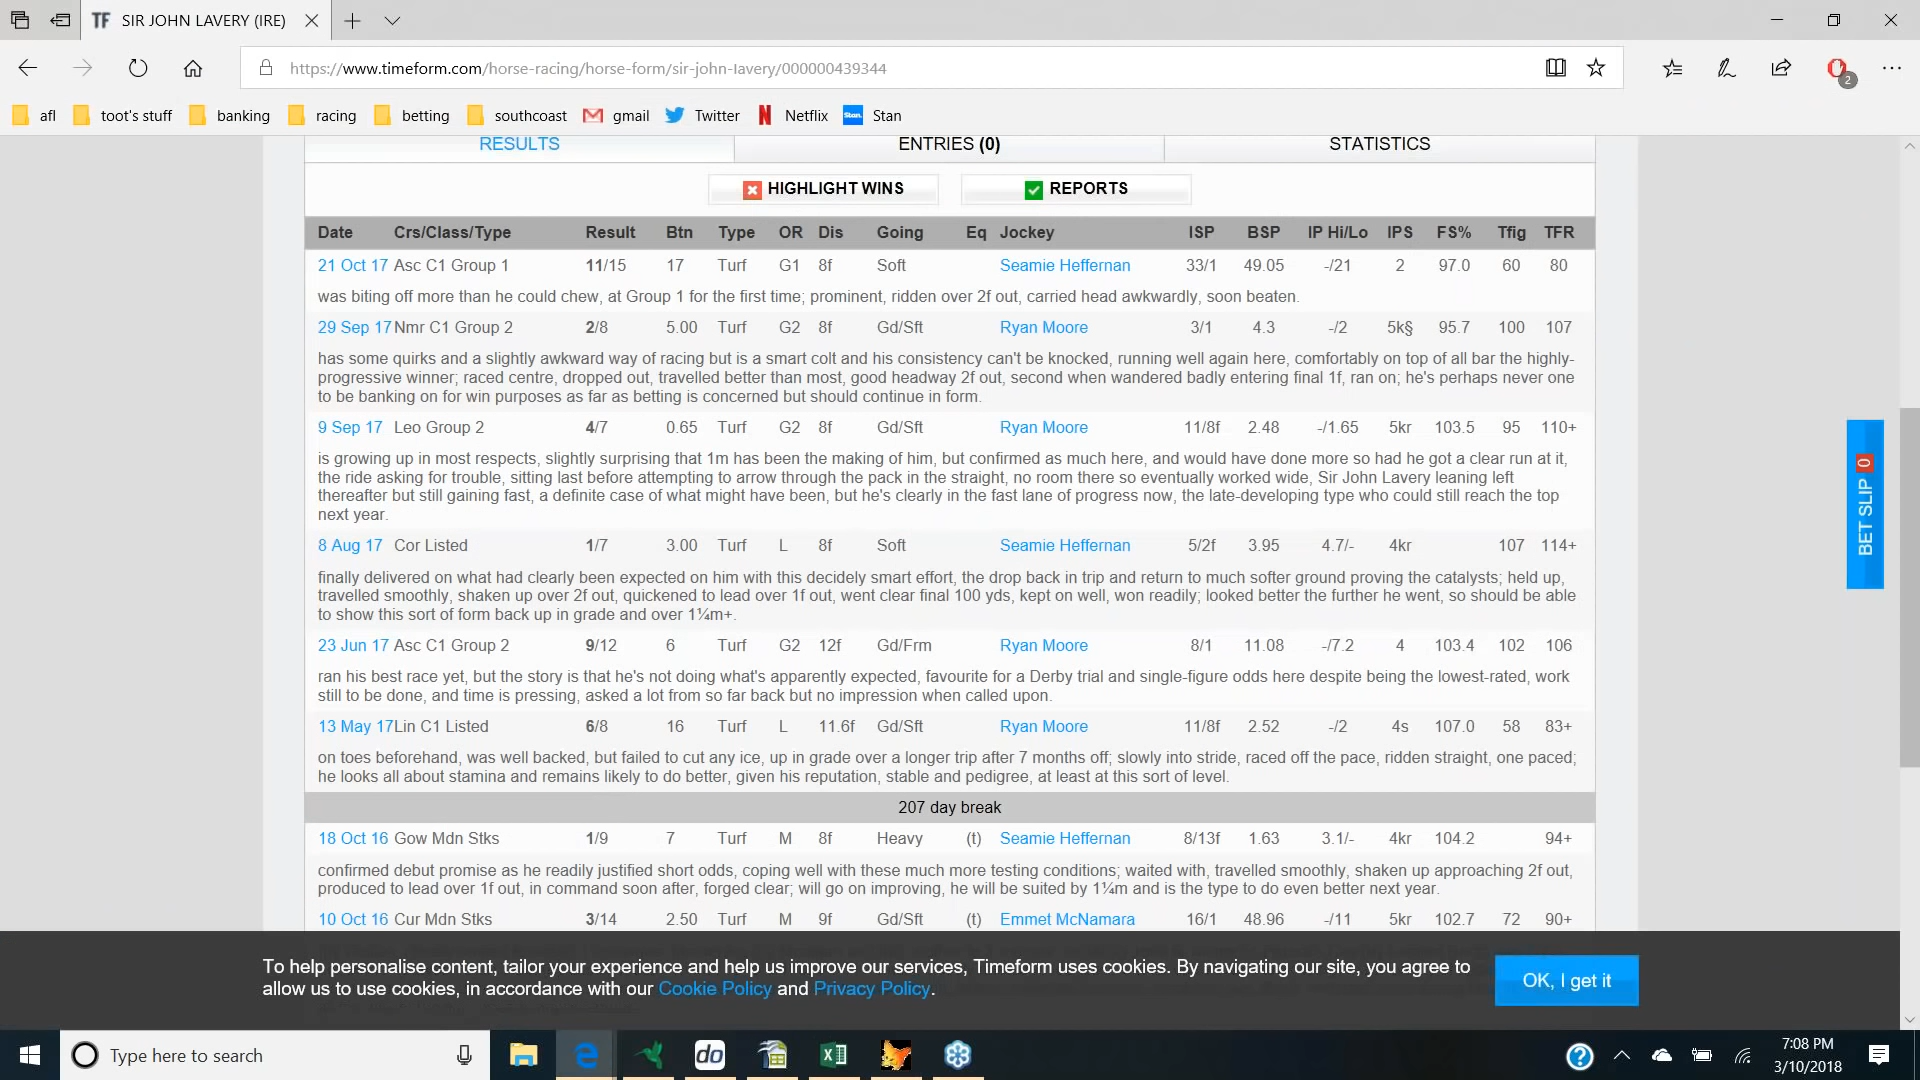 SIR JOHN LAVERY (IRE)
https://www.timeform.com/horse-racing/horse-form/sir-john-lavery/000000439344
2
afl toot's stuff banking racing betting southcoast gmail Twitter Netflix Stan
RESULTS ENTRIES (0) STATISTICS
HIGHLIGHT WINS REPORTS
Date Crs/Class/Type Result Btn Type OR Dis Going Eq Jockey ISP BSP IP Hi/Lo IPS FS% Tfig TFR
21 Oct 17 Asc C1 Group 1 11/15 17 Turf G1 8f Soft Seamie Heffernan 33/1 49.05 -/21 2 97.0 60 80
was biting off more than he could chew, at Group 1 for the first time; prominent, ridden over 2f out, carried head awkwardly, soon beaten.
29 Sep 17 Nmr C1 Group 2 2/8 5.00 Turf G2 8f Gd/Sft Ryan Moore 3/1 4.3 -/2 5k§ 95.7 100 107
has some quirks and a slightly awkward way of racing but is a smart colt and his consistency can't be knocked, running well again here, comfortably on top of all bar the highly-
progressive winner; raced centre, dropped out, travelled better than most, good headway 2f out, second when wandered badly entering final 1f, ran on; he's perhaps never one
to be banking on for win purposes as far as betting is concerned but should continue in form.
9 Sep 17 Leo Group 2 4/7 0.65 Turf G2 8f Gd/Sft Ryan Moore 11/8f 2.48 -/1.65 5kr 103.5 95 110+
is growing up in most respects, slightly surprising that 1m has been the making of him, but confirmed as much here, and would have done more so had he got a clear run at it,
the ride asking for trouble, sitting last before attempting to arrow through the pack in the straight, no room there so eventually worked wide, Sir John Lavery leaning left
thereafter but still gaining fast, a definite case of what might have been, but he's clearly in the fast lane of progress now, the late-developing type who could still reach the top
next year.
8 Aug 17 Cor Listed 1/7 3.00 Turf L 8f Soft Seamie Heffernan 5/2f 3.95 4.7/- 4kr 107 114+
finally delivered on what had clearly been expected on him with this decidely smart effort, the drop back in trip and return to much softer ground proving the catalysts; held up,
travelled smoothly, shaken up over 2f out, quickened to lead over 1f out, went clear final 100 yds, kept on well, won readily; looked better the further he went, so should be able
to show this sort of form back up in grade and over 1¼m+.
23 Jun 17 Asc C1 Group 2 9/12 6 Turf G2 12f Gd/Frm Ryan Moore 8/1 11.08 -/7.2 4 103.4 102 106
ran his best race yet, but the story is that he's not doing what's apparently expected, favourite for a Derby trial and single-figure odds here despite being the lowest-rated, work
still to be done, and time is pressing, asked a lot from so far back but no impression when called upon.
13 May 17 Lin C1 Listed 6/8 16 Turf L 11.6f Gd/Sft Ryan Moore 11/8f 2.52 -/2 4s 107.0 58 83+
on toes beforehand, was well backed, but failed to cut any ice, up in grade over a longer trip after 7 months off; slowly into stride, raced off the pace, ridden straight, one paced;
he looks all about stamina and remains likely to do better, given his reputation, stable and pedigree, at least at this sort of level.
207 day break
18 Oct 16 Gow Mdn Stks 1/9 7 Turf M 8f Heavy (t) Seamie Heffernan 8/13f 1.63 3.1/- 4kr 104.2 94+
confirmed debut promise as he readily justified short odds, coping well with these much more testing conditions; waited with, travelled smoothly, shaken up approaching 2f out,
produced to lead over 1f out, in command soon after, forged clear; will go on improving, he will be suited by 1¼m and is the type to do even better next year.
10 Oct 16 Cur Mdn Stks 3/14 2.50 Turf M 9f Gd/Sft (t) Emmet McNamara 16/1 48.96 -/11 5kr 102.7 72 90+
BET SLIP 0
To help personalise content, tailor your experience and help us improve our services, Timeform uses cookies. By navigating our site, you agree to
allow us to use cookies, in accordance with our Cookie Policy and Privacy Policy.
OK, I get it
Type here to search
do
7:08 PM
3/10/2018